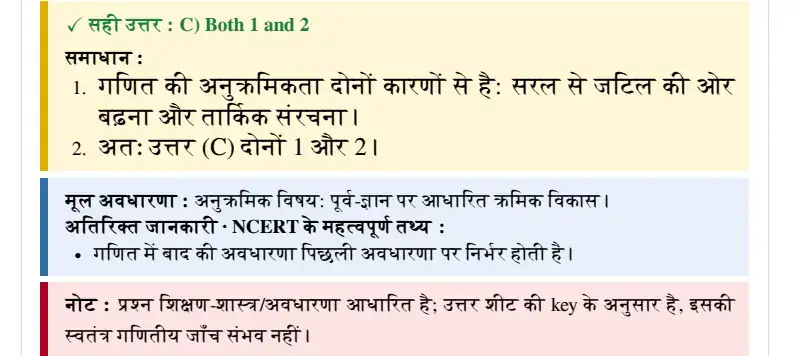 ✓ सही उत्तर : C) Both 1 and 2
समाधान :
1. गणित की अनुक्रमिकता दोनों कारणों से है: सरल से जटिल की ओर
बढ़ना और तार्किक संरचना।
2. अत: उत्तर (C) दोनों 1 और 2।
मूल अवधारणा : अनुक्रमिक विषय: पूर्व-ज्ञान पर आधारित क्रमिक विकास।
अतिरिक्त जानकारी · NCERT के महत्वपूर्ण तथ्य :
• गणित में बाद की अवधारणा पिछली अवधारणा पर निर्भर होती है।
नोट : प्रश्न शिक्षण-शास्त्र/अवधारणा आधारित है; उत्तर शीट की key के अनुसार है, इसकी
स्वतंत्र गणितीय जाँच संभव नहीं।